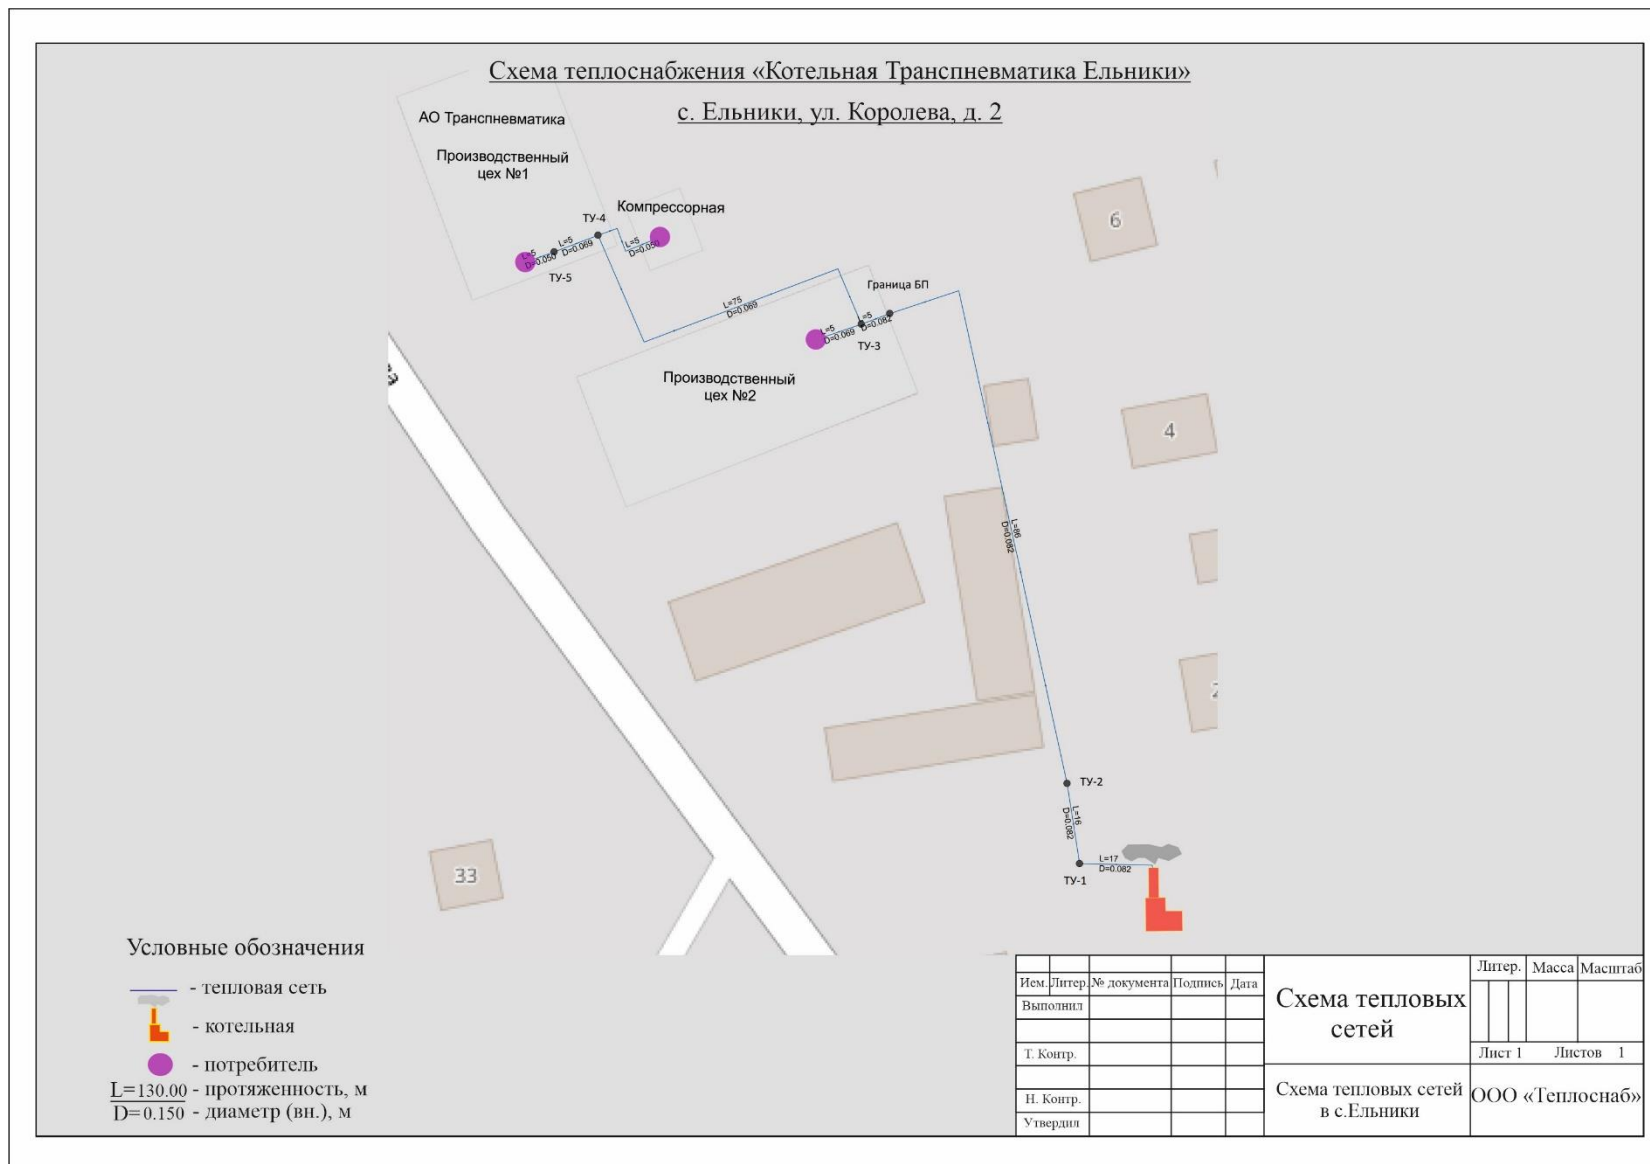 Схема теплоснабжения «Котельная Транспневматика Ельники»
с. Ельники, ул. Королева, д. 2
АО Транспневматика
Производственный
цех №1
Компрессорная
ТУ-4
L=5
D=0.050
L=5
D=0.069
L=5
D=0.050
ТУ-5
6
Граница БП
L=75
D=0.069
L=5
D=0.069
L=5
D=0.082
ТУ-3
Производственный
цех №2
4
L=86
D=0.082
2
ТУ-2
L=16
D=0.082
L=17
D=0.082
ТУ-1
33
Условные обозначения
- тепловая сеть
- котельная
- потребитель
L=130.00 - протяженность, м
D=0.150 - диаметр (вн.), м
Изм. Литер. № документа Подпись Дата
Выполнил
Т. Контр.
Н. Контр.
Утвердил
Схема тепловых
сетей
Схема тепловых сетей
в с.Ельники
Литер. Масса Масштаб
Лист 1 Листов 1
ООО «Теплоснаб»